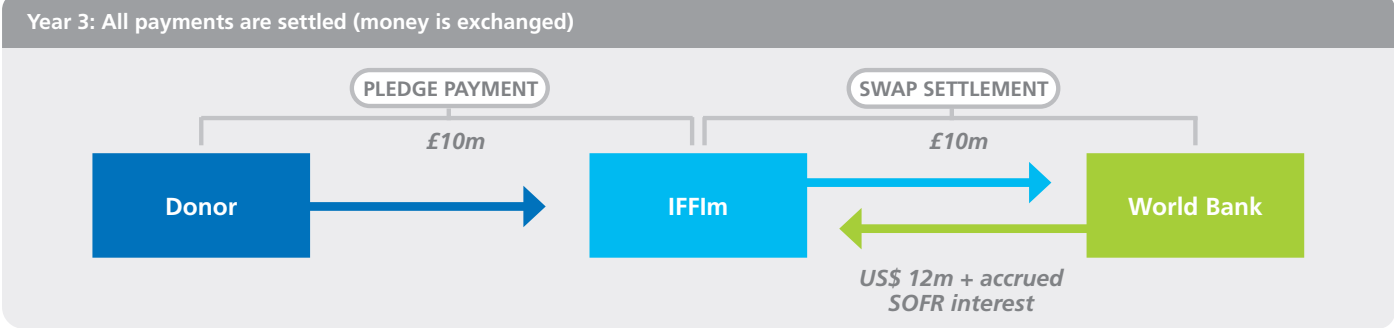 Year 3: All payments are settled (money is exchanged)
PLEDGE PAYMENT
SWAP SETTLEMENT
£10m
£10m
Donor
IFFIm
World Bank
US$ 12m + accrued
SOFR interest